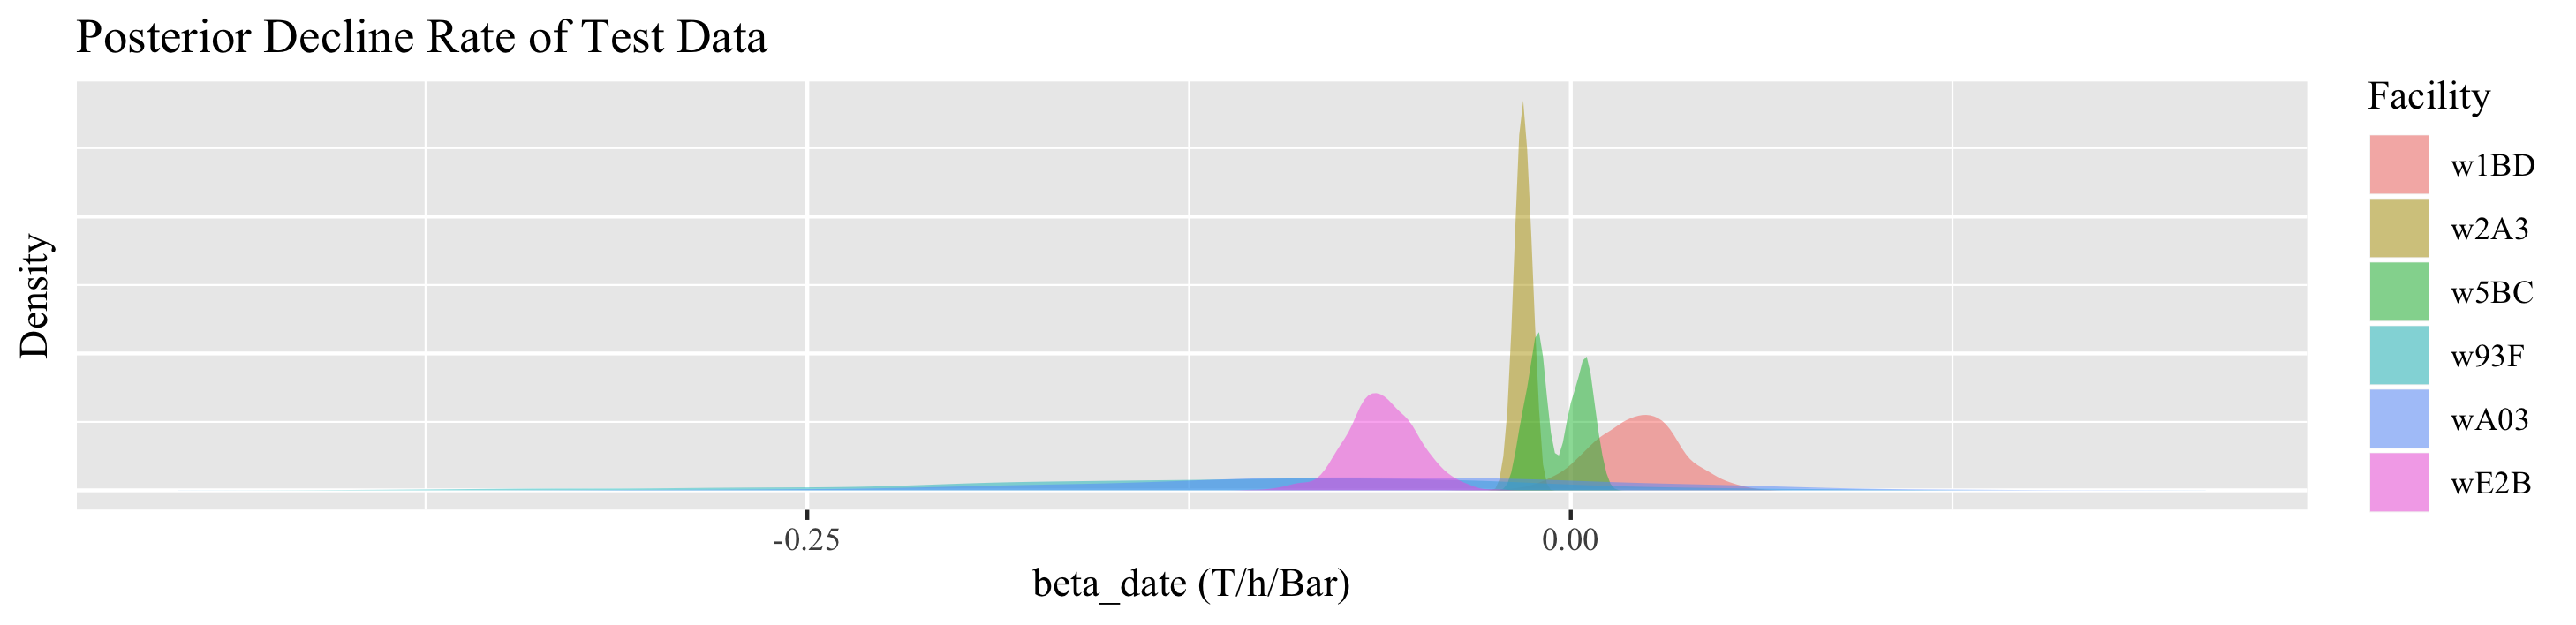 Posterior Decline Rate of Test Data
Density
-0.25
0.00
beta_date (T/h/Bar)
Facility
w1BD
w2A3
w5BC
w93F
wA03
wE2B